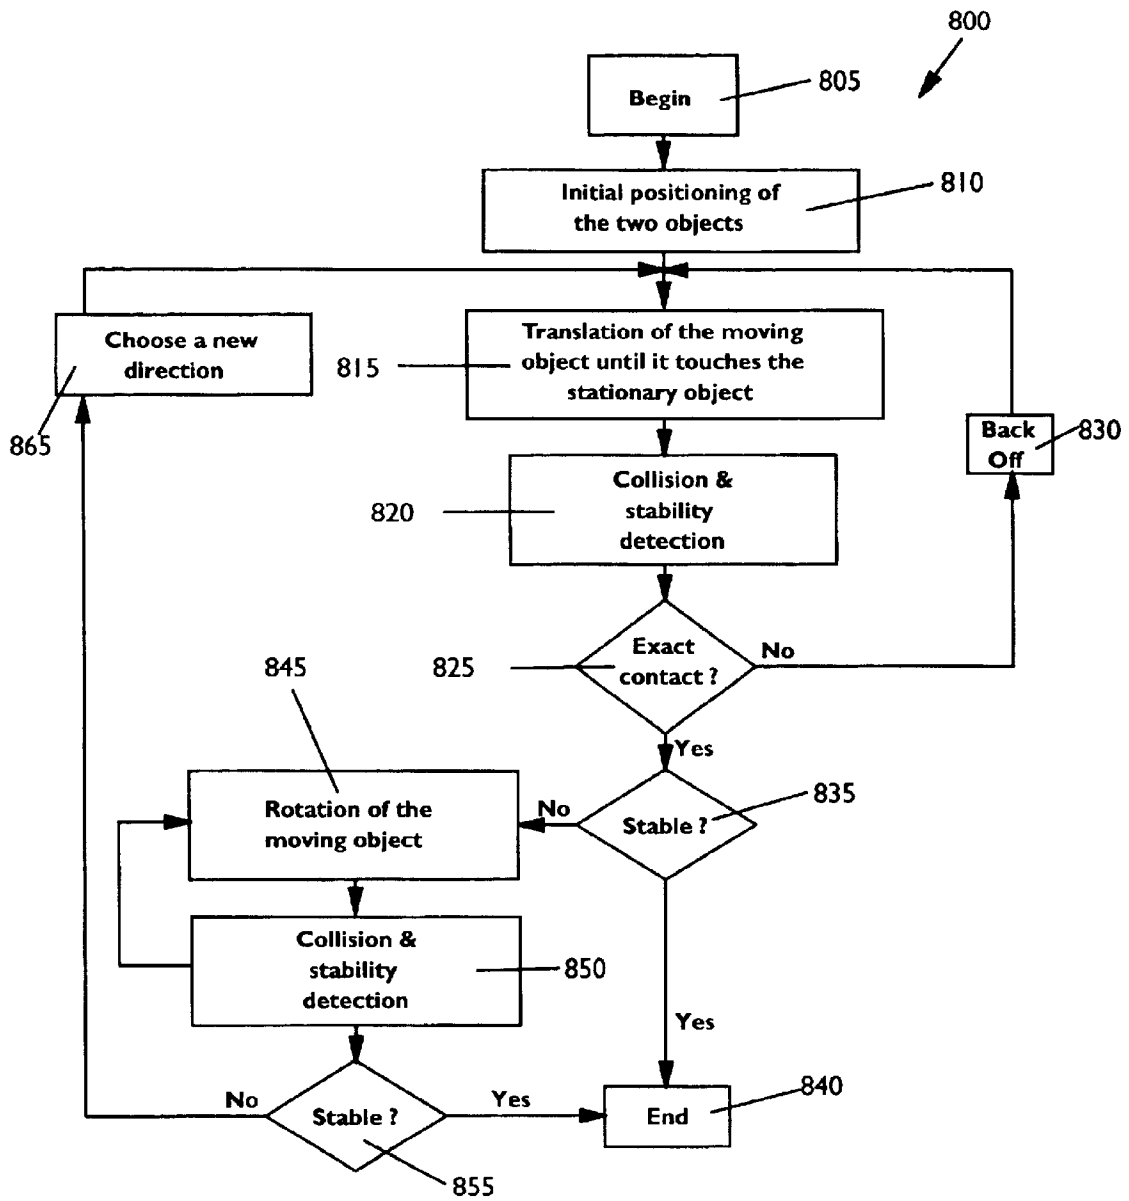 800
Begin
805
Initial positioning of
the two objects
810
Choose a new
direction
865
Translation of the moving
object until it touches the
stationary object
815
Back
Off
830
Collision &
stability
detection
820
Exact
contact ?
825
No
Yes
845
Rotation of the
moving object
No
Stable ?
835
Collision &
stability
detection
850
Yes
No
Stable ?
Yes
855
End
840